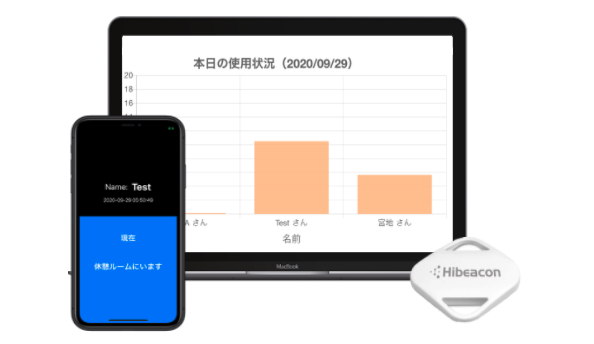 本日の使用状況（2020/09/29）
20
18
16
14
A さん
Test さん
宮地 さん
名前
MacBook
Name: Test
2020-09-29 05:50:49
現在
休憩ルームにいます
Hibeacon